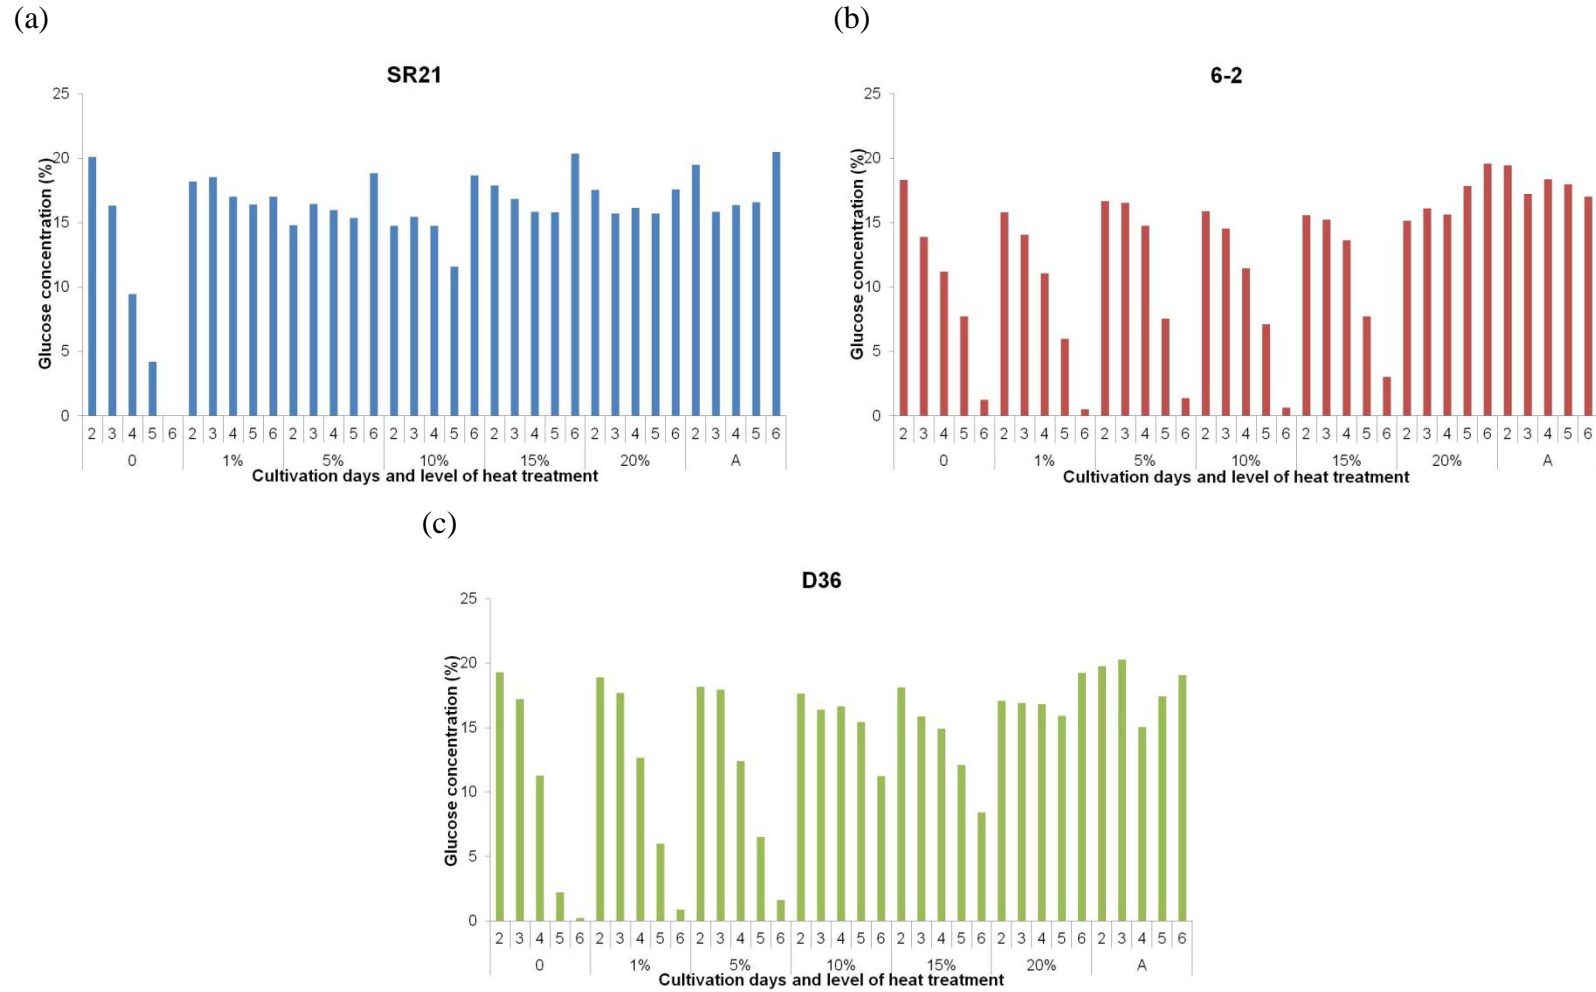 (a)
SR21
25
20
15
10
5
0
Glucose concentration (%)
2 3 4 5 6 2 3 4 5 6 2 3 4 5 6 2 3 4 5 6 2 3 4 5 6 2 3 4 5 6 2 3 4 5 6
0 1% 5% 10% 15% 20% A
Cultivation days and level of heat treatment
(b)
6-2
25
20
15
10
5
0
Glucose concentration (%)
2 3 4 5 6 2 3 4 5 6 2 3 4 5 6 2 3 4 5 6 2 3 4 5 6 2 3 4 5 6 2 3 4 5 6
0 1% 5% 10% 15% 20% A
Cultivation days and level of heat treatment
(c)
D36
25
20
15
10
5
0
Glucose concentration (%)
2 3 4 5 6 2 3 4 5 6 2 3 4 5 6 2 3 4 5 6 2 3 4 5 6 2 3 4 5 6 2 3 4 5 6
0 1% 5% 10% 15% 20% A
Cultivation days and level of heat treatment